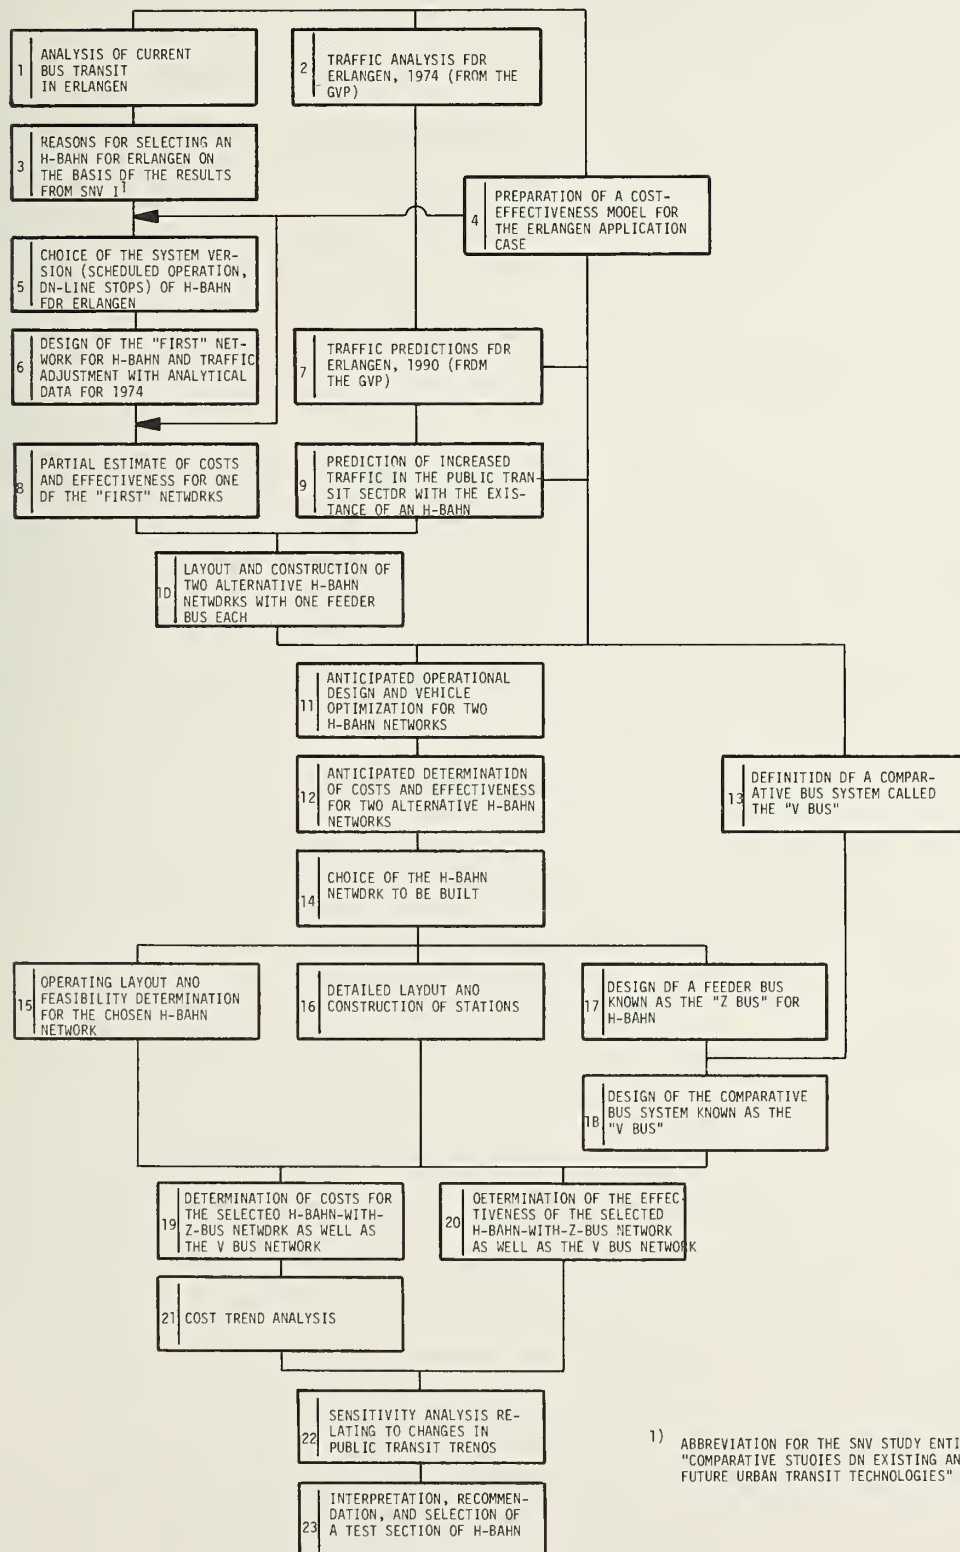 1 ANALYSIS OF CURRENT
BUS TRANSIT
IN ERLANGEN
2 TRAFFIC ANALYSIS FDR
ERLANGEN, 1974 (FROM THE
GVP)
3 REASONS FOR SELECTING AN
H-BAHN FOR ERLANGEN ON
THE BASIS DF THE RESULTS
FROM SNV I1
4 PREPARATION OF A COST-
EFFECTIVENESS MODEL FOR
THE ERLANGEN APPLICATION
CASE
5 CHOICE OF THE SYSTEM VER-
SION (SCHEDULED OPERATION,
DN-LINE STOPS) OF H-BAHN
FDR ERLANGEN
6 DESIGN OF THE "FIRST" NET-
WORK FOR H-BAHN AND TRAFFIC
ADJUSTMENT WITH ANALYTICAL
DATA FOR 1974
7 TRAFFIC PREDICTIONS FDR
ERLANGEN, 1990 (FRDM
THE GVP)
8 PARTIAL ESTIMATE OF COSTS
AND EFFECTIVENESS FOR ONE
DF THE "FIRST" NETWORKS
9 PREDICTION OF INCREASED
TRAFFIC IN THE PUBLIC TRAN-
SIT SECTDR WITH THE EXIS-
TANCE OF AN H-BAHN
1D LAYOUT AND CONSTRUCTION OF
TWO ALTERNATIVE H-BAHN
NETWDRKS WITH ONE FEEDER
BUS EACH
11 ANTICIPATED OPERATIONAL
DESIGN AND VEHICLE
OPTIMIZATION FOR TWO
H-BAHN NETWORKS
12 ANTICIPATED DETERMINATION
OF COSTS AND EFFECTIVENESS
FOR TWO ALTERNATIVE H-BAHN
NETWORKS
13 DEFINITION DF A COMPAR-
ATIVE BUS SYSTEM CALLED
THE "V BUS"
14 CHOICE OF THE H-BAHN
NETWDRK TO BE BUILT
15 OPERATING LAYOUT AND
FEASIBILITY DETERMINATION
FOR THE CHOSEN H-BAHN
NETWORK
16 DETAILED LAYDUT ANO
CONSTRUCTION OF STATIONS
17 DESIGN DF A FEEDER BUS
KNOWN AS THE "Z BUS" FOR
H-BAHN
1B DESIGN OF THE COMPARATIVE
BUS SYSTEM KNOWN AS THE
"V BUS"
19 DETERMINATION OF COSTS FOR
THE SELECTED H-BAHN-WITH-
Z-BUS NETWDRK AS WELL AS
THE V BUS NETWORK
20 OETERMINATION OF THE EFFEC-
TIVENESS OF THE SELECTED
H-BAHN-WITH-Z-BUS NETWORK
AS WELL AS THE V BUS NETWORK
21 COST TREND ANALYSIS
22 SENSITIVITY ANALYSIS RE-
LATING TO CHANGES IN
PUBLIC TRANSIT TRENOS
23 INTERPRETATION, RECOMMEN-
DATION, AND SELECTION OF
A TEST SECTION OF H-BAHN
1) ABBREVIATION FOR THE SNV STUDY ENTI
"COMPARATIVE STUOIES DN EXISTING AN
FUTURE URBAN TRANSIT TECHNOLOGIES"